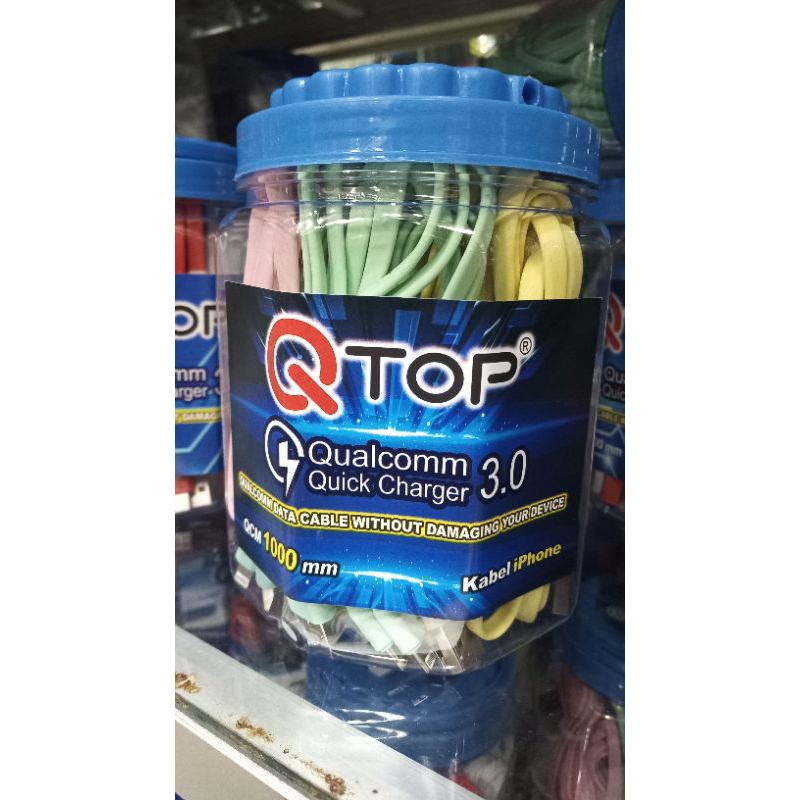 QTOP®
Qualcomm
Quick Charger 3.0
QUALCOMM DATA CABLE WITHOUT DAMAGING YOUR DEVICE
QCM 1000 mm
Kabel iPhone